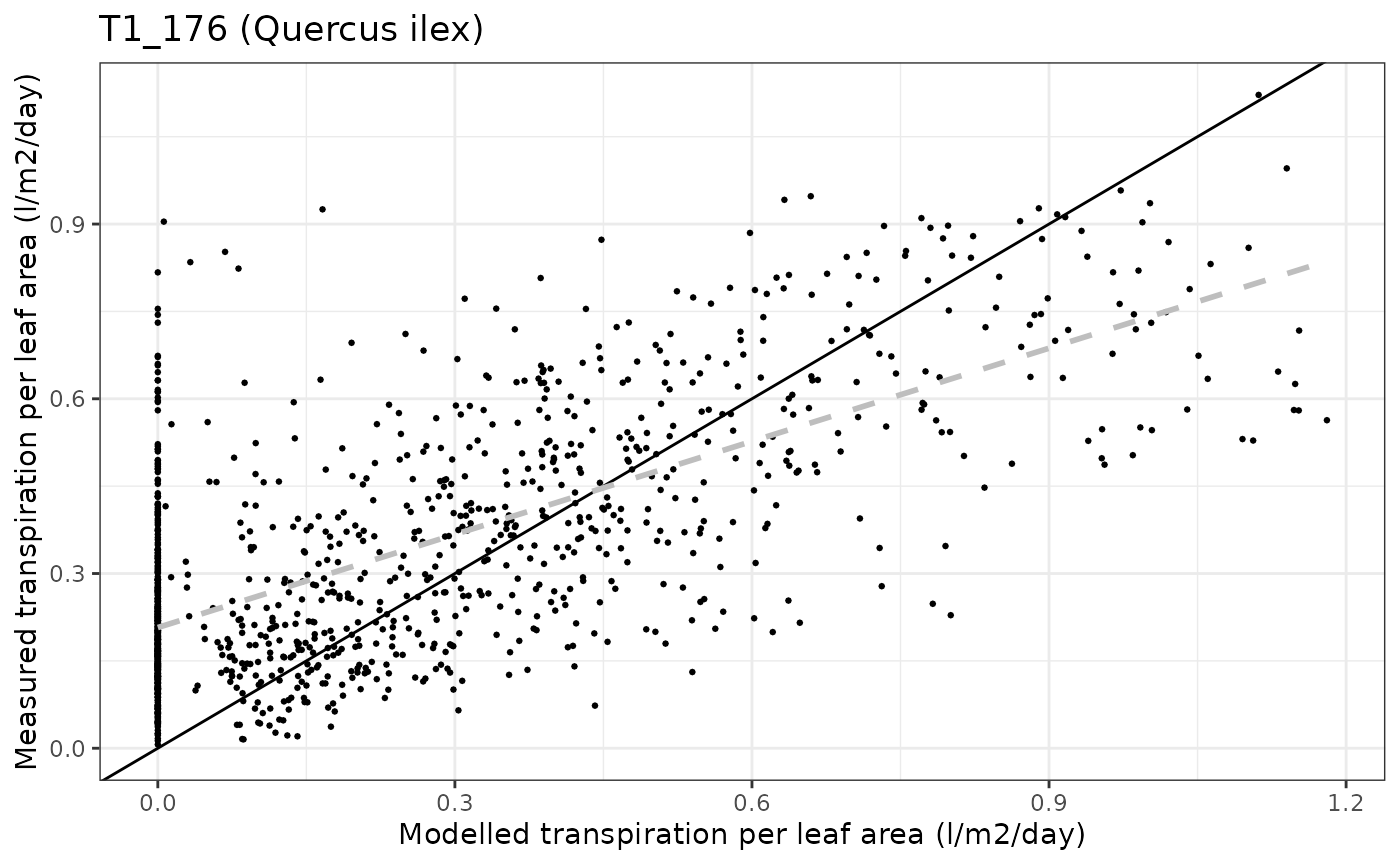 T1_176 (Quercus ilex)
Measured transpiration per leaf area (l/m2/day)
0.9
0.6
0.3
0.0
0.0 0.3 0.6 0.9 1.2
Modelled transpiration per leaf area (l/m2/day)